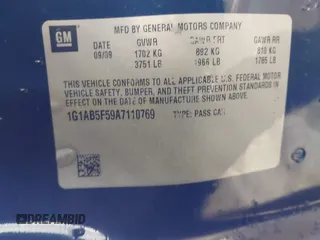 GM
MFD BY GENERAL MOTORS COMPANY
DATE GVWR GAWR FRT GAWR RR
09/09 1702 KG 892 KG 810 KG
3751 LB 1966 LB 1785 LB
THIS VEHICLE CONFORMS TO ALL APPLICABLE U.S. FEDERAL MOTOR
VEHICLE SAFETY, BUMPER, AND THEFT PREVENTION STANDARDS IN
EFFECT ON THE DATE OF MANUFACTURE SHOWN ABOVE.
1G1AB5F59A7110769 TYPE: PASS CAR
© DREAMBID